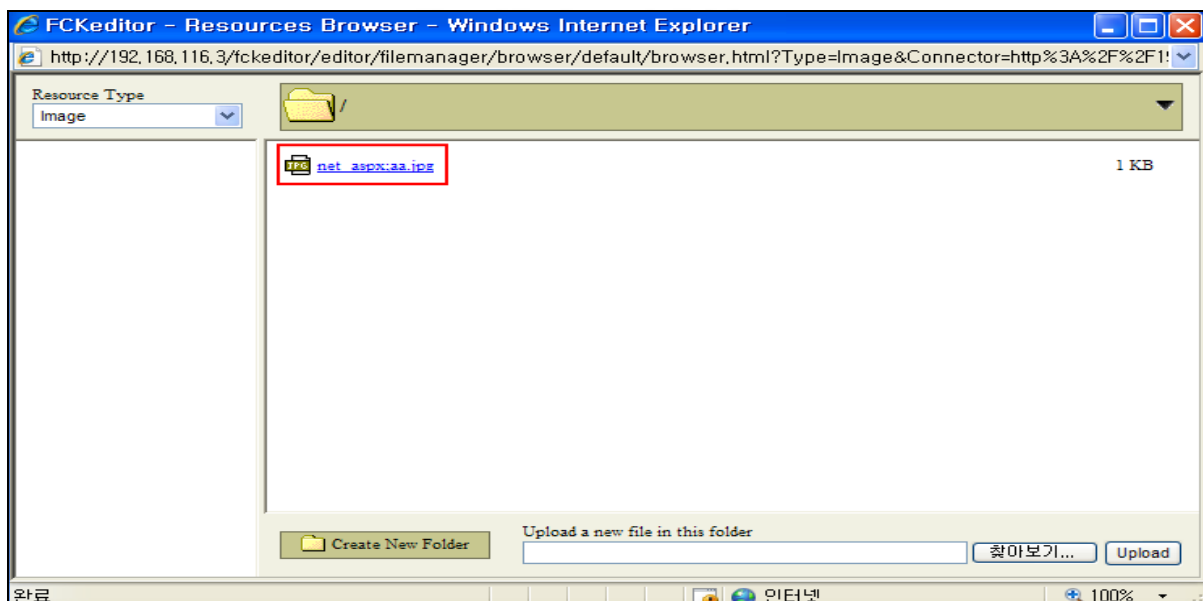 FCKeditor - Resources Browser - Windows Internet Explorer
http://192,168,116,3/fckeditor/editor/filemanager/browser/default/browser,html?Type=Image&Connector=http%3A%2F%2F1
Resource Type
Image
/
net_aspx;aa.jpg
1 KB
Create New Folder
Upload a new file in this folder
찾아보기...
Upload
완료
인터넷
100%